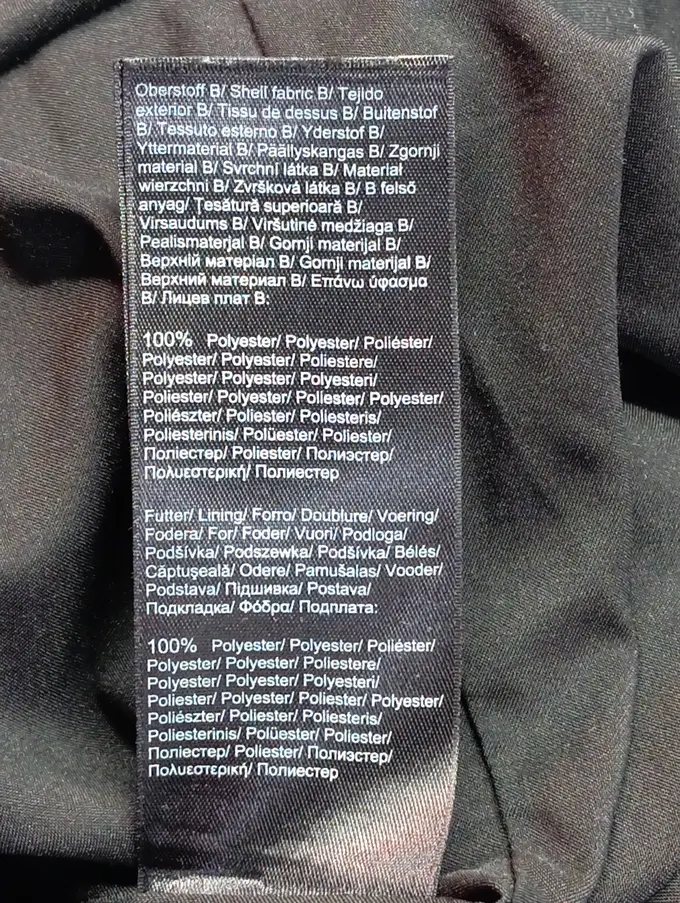 Oberstoff B/ Shell fabric B/ Tejido
exterior B/ Tissu de dessus B/ Buitenstof
B/ Tessuto esterno B/ Yderstof B/
Yttermaterial B/ Päällyskangas B/ Zgornji
material B/ Svrchní látka B/ Materiał
wierzchni B/ Zvršková látka B/ B felső
anyag/ Țesătură superioară B/
Virsaudums B/ Viršutinė medžiaga B/
Pealismaterjal B/ Gornji materijal B/
Верхній матеріал B/ Gornji materijal B/
Верхний материал B/ Επάνω ύφασμα
B/ Лицев плат B:
100% Polyester/ Polyester/ Poliéster/
Polyester/ Polyester/ Poliestere/
Polyester/ Polyester/ Polyesteri/
Poliester/ Polyester/ Poliester/ Polyester/
Poliészter/ Poliester/ Poliesteris/
Poliesterinis/ Polüester/ Poliester/
Поліестер/ Poliester/ Полиэстер/
Πολυεστερική/ Полиестер
Futter/ Lining/ Forro/ Doublure/ Voering/
Fodera/ For/ Foder/ Vuori/ Podloga/
Podšívka/ Podszewka/ Podšívka/ Bélés/
Căptușeală/ Odere/ Pamušalas/ Vooder/
Podstava/ Підшивка/ Postava/
Подкладка/ Φόδρα/ Подплата:
100% Polyester/ Polyester/ Poliéster/
Polyester/ Polyester/ Poliestere/
Polyester/ Polyester/ Polyesteri/
Poliester/ Polyester/ Poliester/ Polyester/
Poliészter/ Poliester/ Poliesteris/
Poliesterinis/ Polüester/ Poliester/
Поліестер/ Poliester/ Полиэстер/
Πολυεστερική/ Полиестер